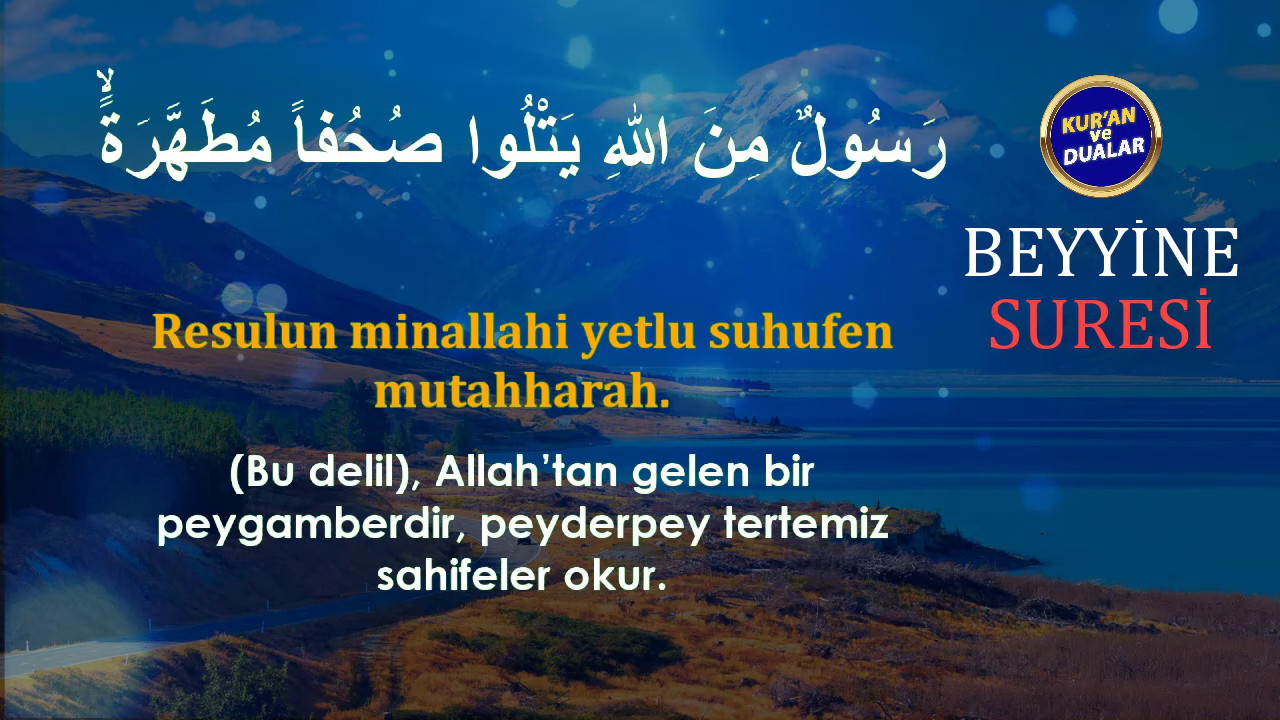 رَسُولٌ مِنَ اللهِ يَتْلُوا صُحُفاً مُطَهَّرَةًۙ
KUR'AN
ve
DUALAR
BEYYİNE
SURESİ
Resulun minallahi yetlu suhufen
mutahharah.
(Bu delil), Allah’tan gelen bir
peygamberdir, peyderpey tertemiz
sahifeler okur.